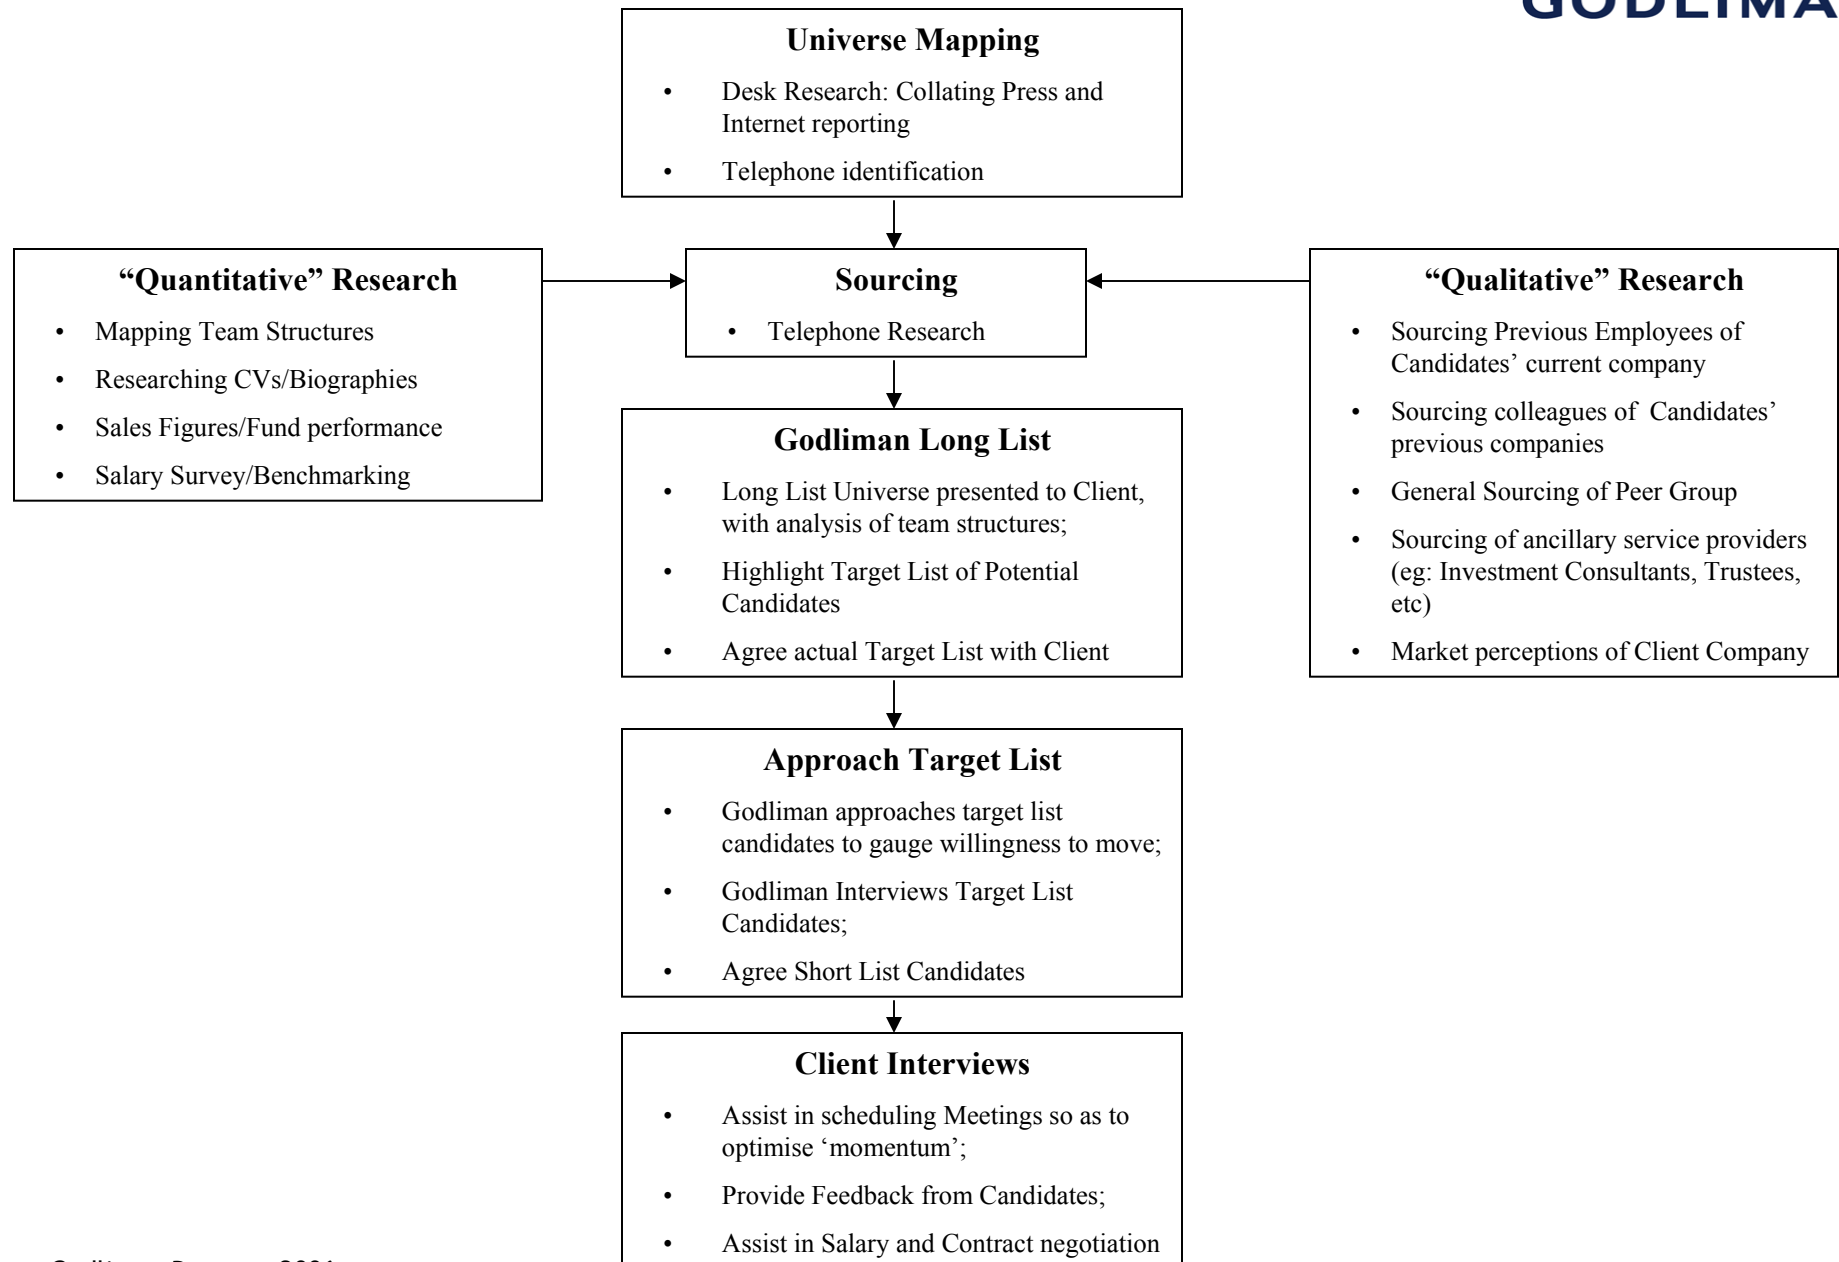 GODLIMA
Universe Mapping
• Desk Research: Collating Press and
Internet reporting
• Telephone identification
“Quantitative” Research
• Mapping Team Structures
• Researching CVs/Biographies
• Sales Figures/Fund performance
• Salary Survey/Benchmarking
Sourcing
• Telephone Research
“Qualitative” Research
• Sourcing Previous Employees of
Candidates’ current company
• Sourcing colleagues of Candidates’
previous companies
• General Sourcing of Peer Group
• Sourcing of ancillary service providers
(eg: Investment Consultants, Trustees,
etc)
• Market perceptions of Client Company
Godliman Long List
• Long List Universe presented to Client,
with analysis of team structures;
• Highlight Target List of Potential
Candidates
• Agree actual Target List with Client
Approach Target List
• Godliman approaches target list
candidates to gauge willingness to move;
• Godliman Interviews Target List
Candidates;
• Agree Short List Candidates
Client Interviews
• Assist in scheduling Meetings so as to
optimise ‘momentum’;
• Provide Feedback from Candidates;
• Assist in Salary and Contract negotiation